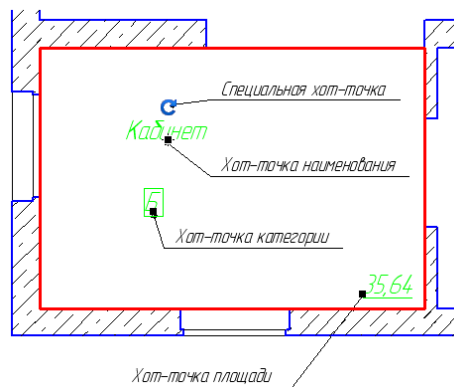 Специальная хот-точка
Кабинет
Хот-точка наименования
Б
Хот-точка категории
35,64
Хот-точка площади